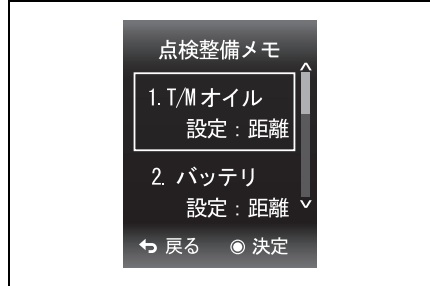 点検整備メモ
1.T/Mオイル
設定：距離
2. バッテリ
設定：距離
戻る ◉ 決定